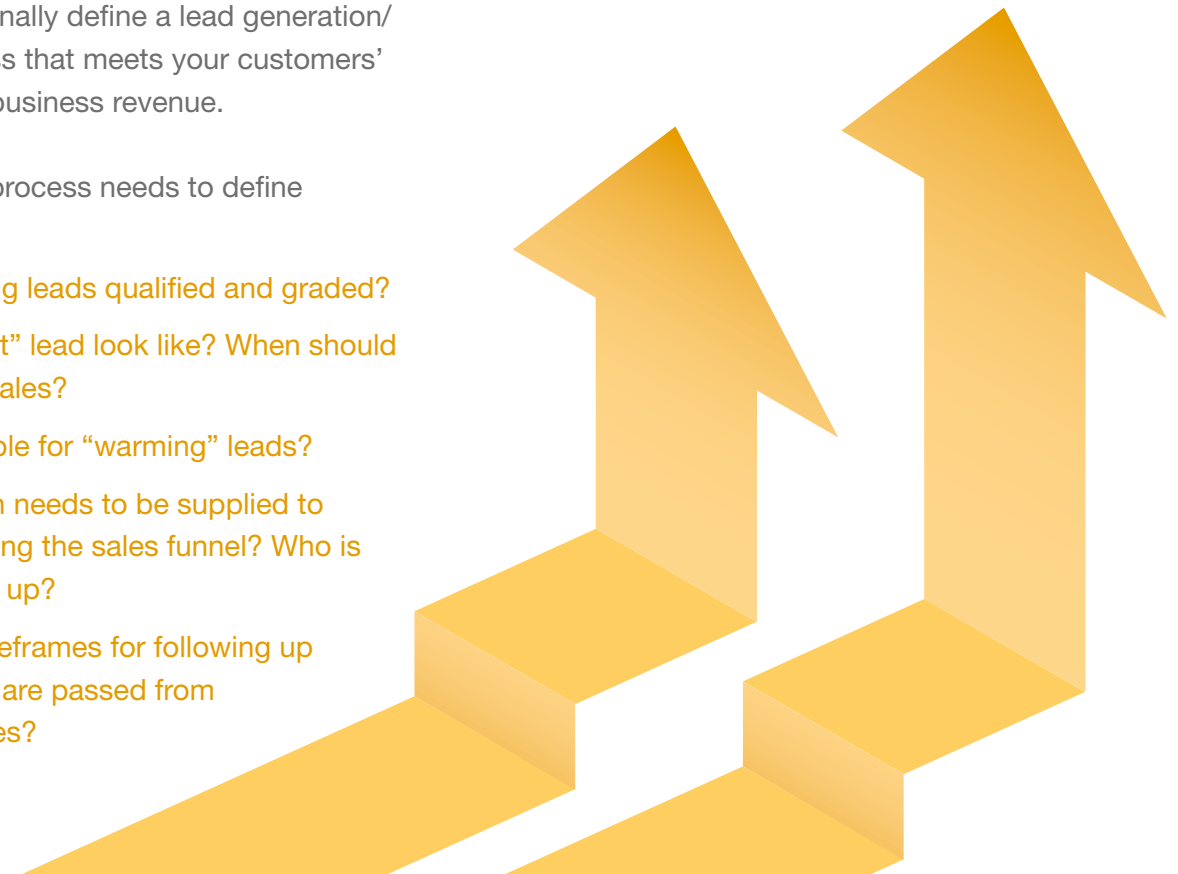 nally define a lead generation/
s that meets your customers’
business revenue.
process needs to define
g leads qualified and graded?
t” lead look like? When should
ales?
ble for “warming” leads?
n needs to be supplied to
ing the sales funnel? Who is
up?
eframes for following up
are passed from
es?